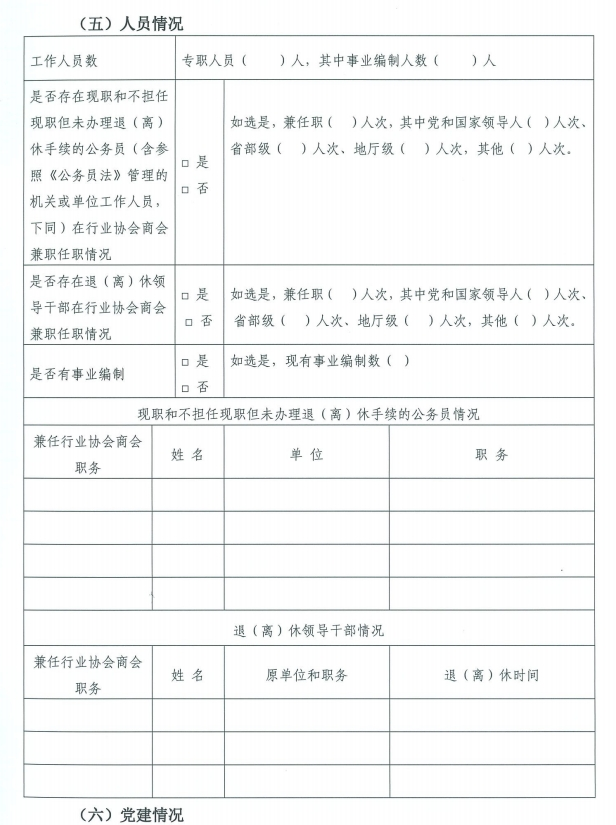 （五）人员情况
工作人员数
专职人员（　　）人，其中事业编制人数（　　）人
是否存在现职和不担任
现职但未办理退（离）
休手续的公务员（含参
照《公务员法》管理的
机关或单位工作人员，
下同）在行业协会商会
兼职任职情况
□ 是
□ 否
如选是，兼任职（　）人次，其中党和国家领导人（　）人次、
省部级（　）人次、地厅级（　）人次，其他（　）人次。
是否存在退（离）休领
导干部在行业协会商会
兼职任职情况
□ 是
□ 否
如选是，兼任职（　）人次，其中党和国家领导人（　）人次、
省部级（　）人次、地厅级（　）人次，其他（　）人次。
是否有事业编制
□ 是
□ 否
如选是，现有事业编制数（　）
现职和不担任现职但未办理退（离）休手续的公务员情况
兼任行业协会商会
职务
姓 名
单 位
职 务
退（离）休领导干部情况
兼任行业协会商会
职务
姓 名
原单位和职务
退（离）休时间
（六）党建情况